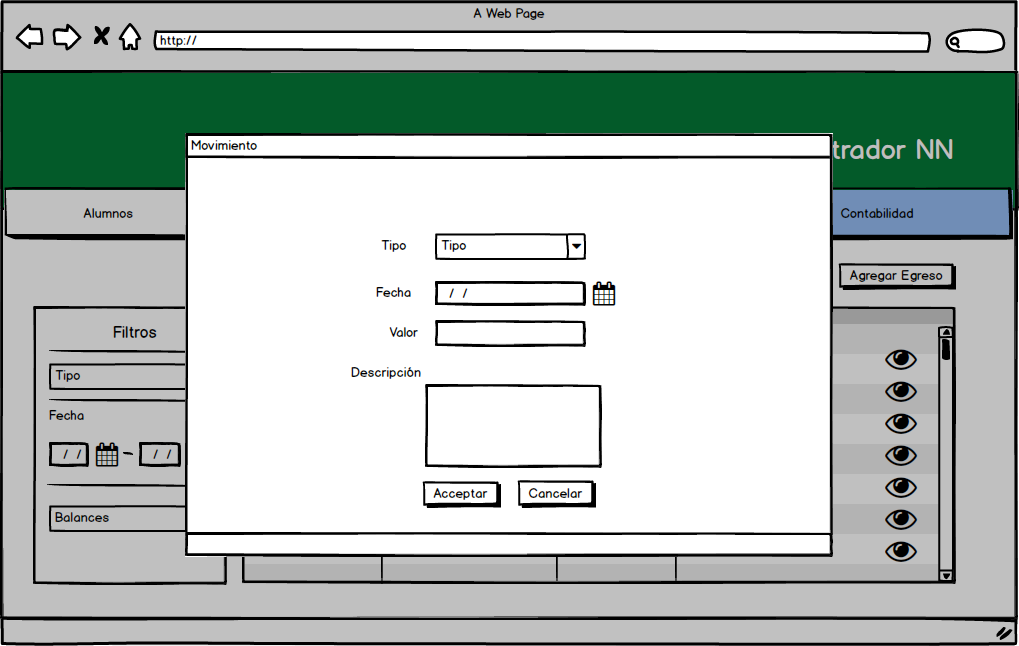 A Web Page
http://
trador NN
Movimiento
Alumnos
Contabilidad
Agregar Egreso
Filtros
Tipo
Fecha
/ /
/ /
Balances
Tipo
Tipo
Fecha
/ /
Valor
Descripción
Acceptar
Cancelar